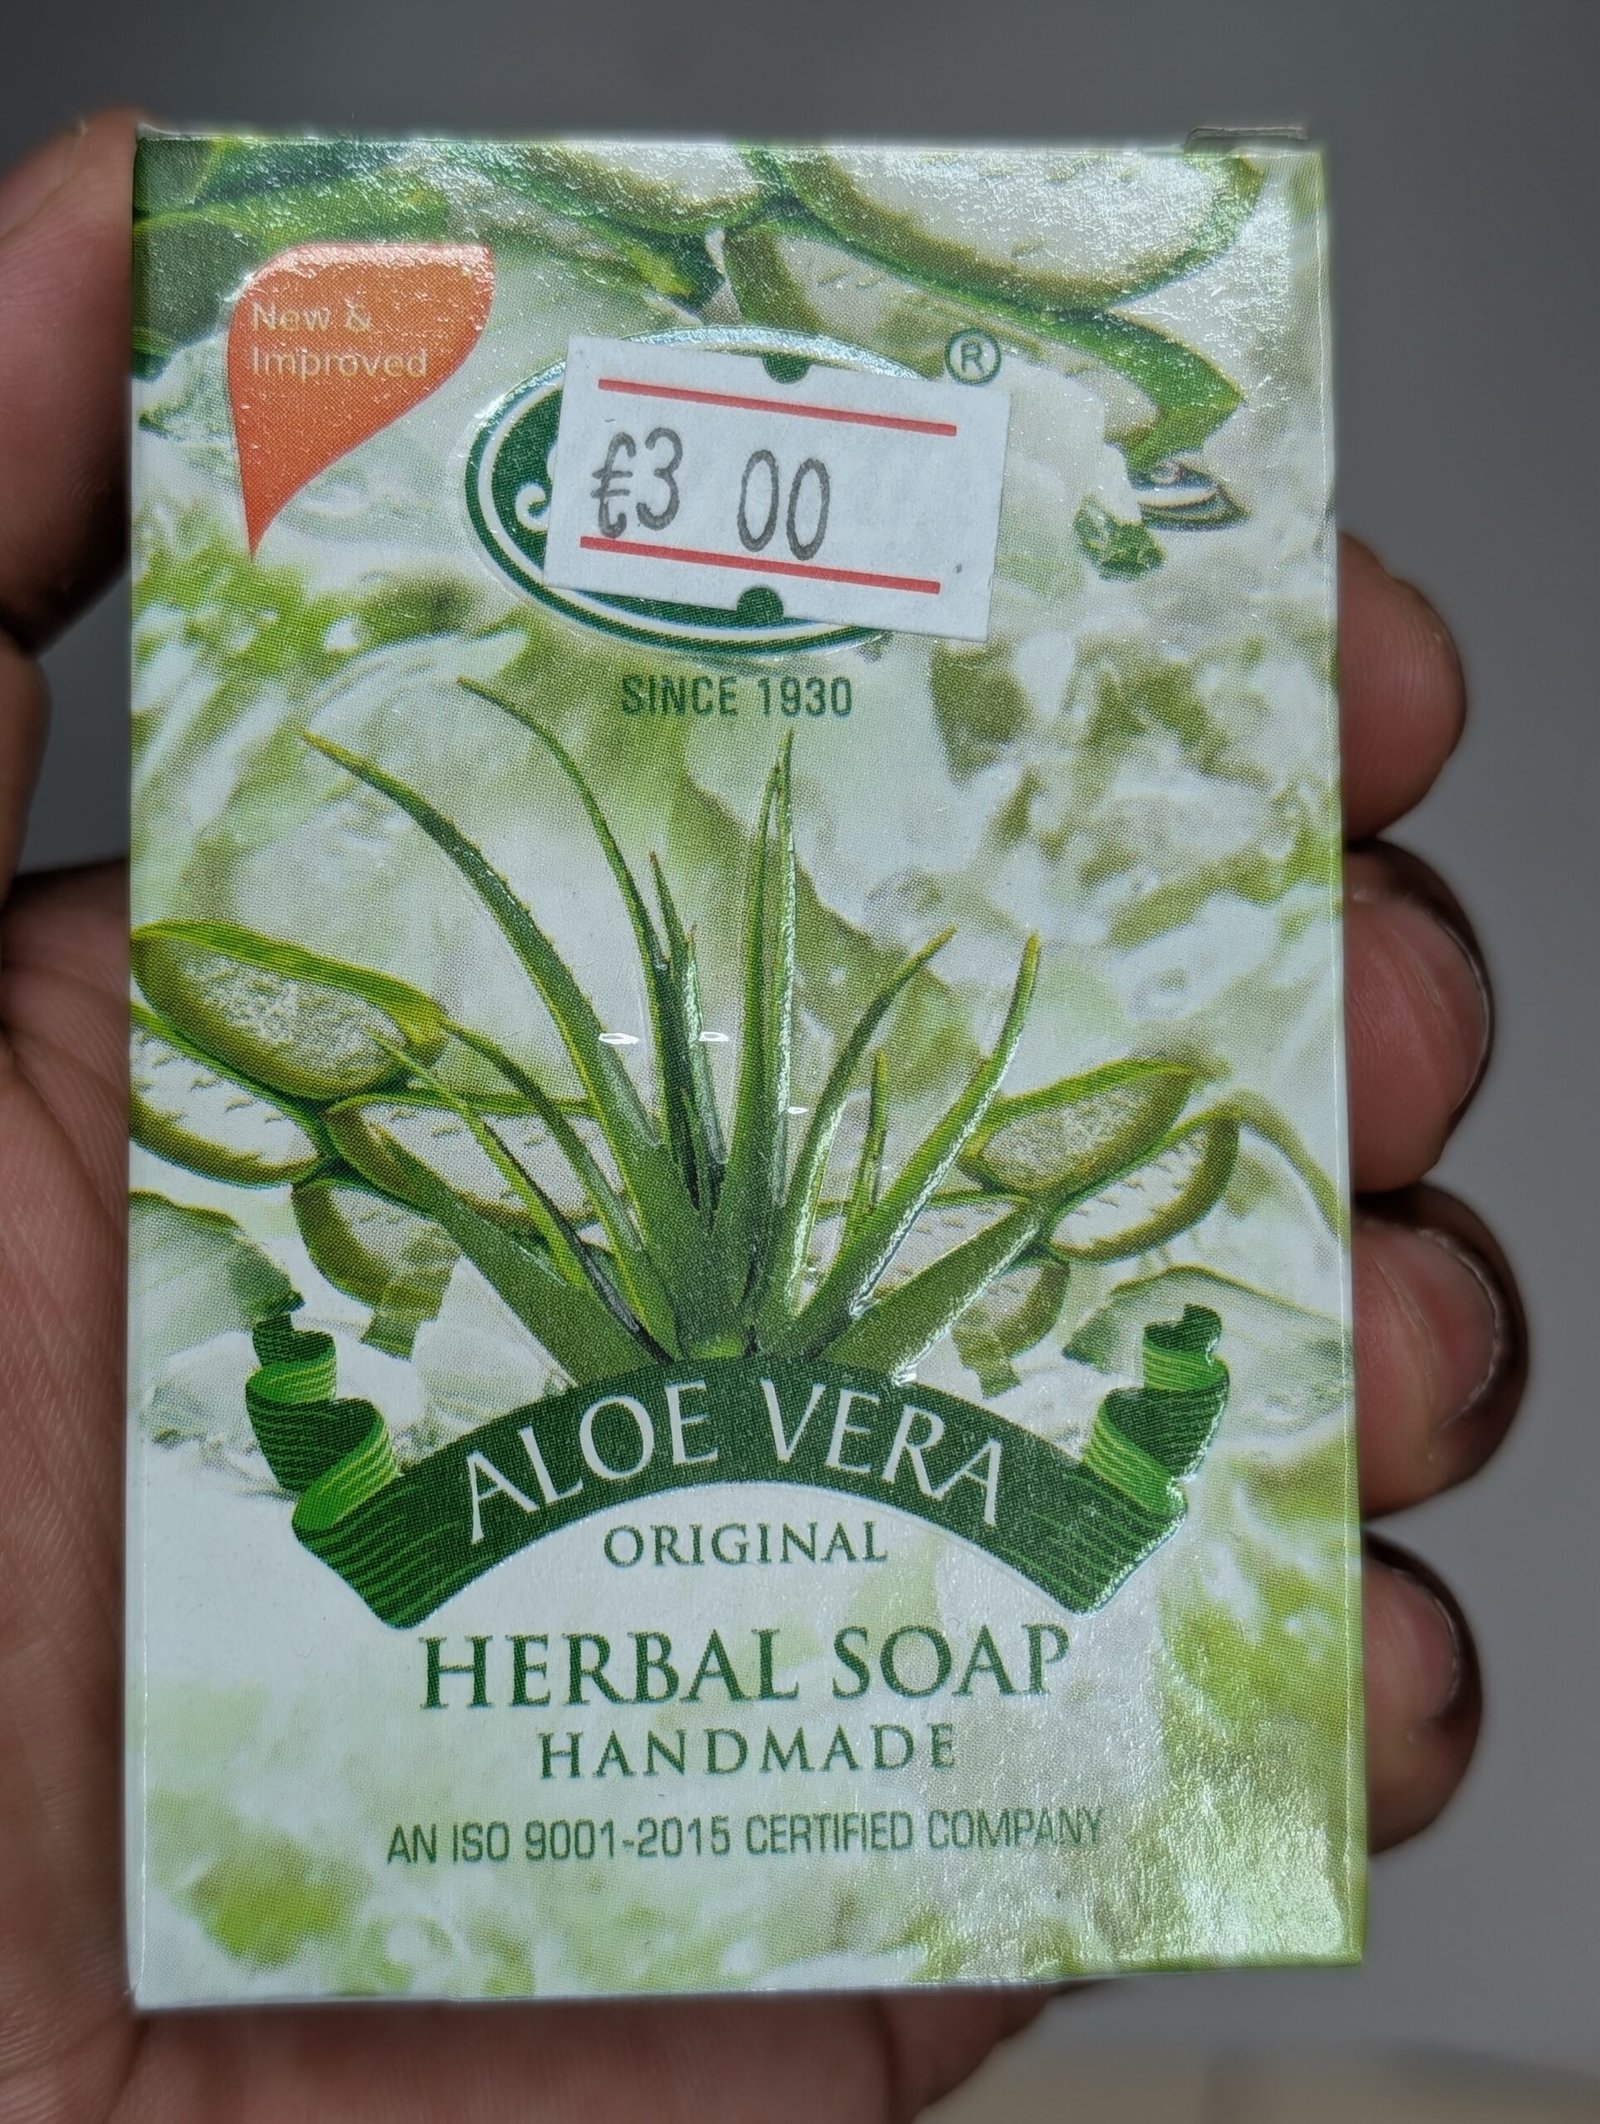 New &
Improved
®
€3 00
SINCE 1930
ALOE VERA
ORIGINAL
HERBAL SOAP
HANDMADE
AN ISO 9001-2015 CERTIFIED COMPANY